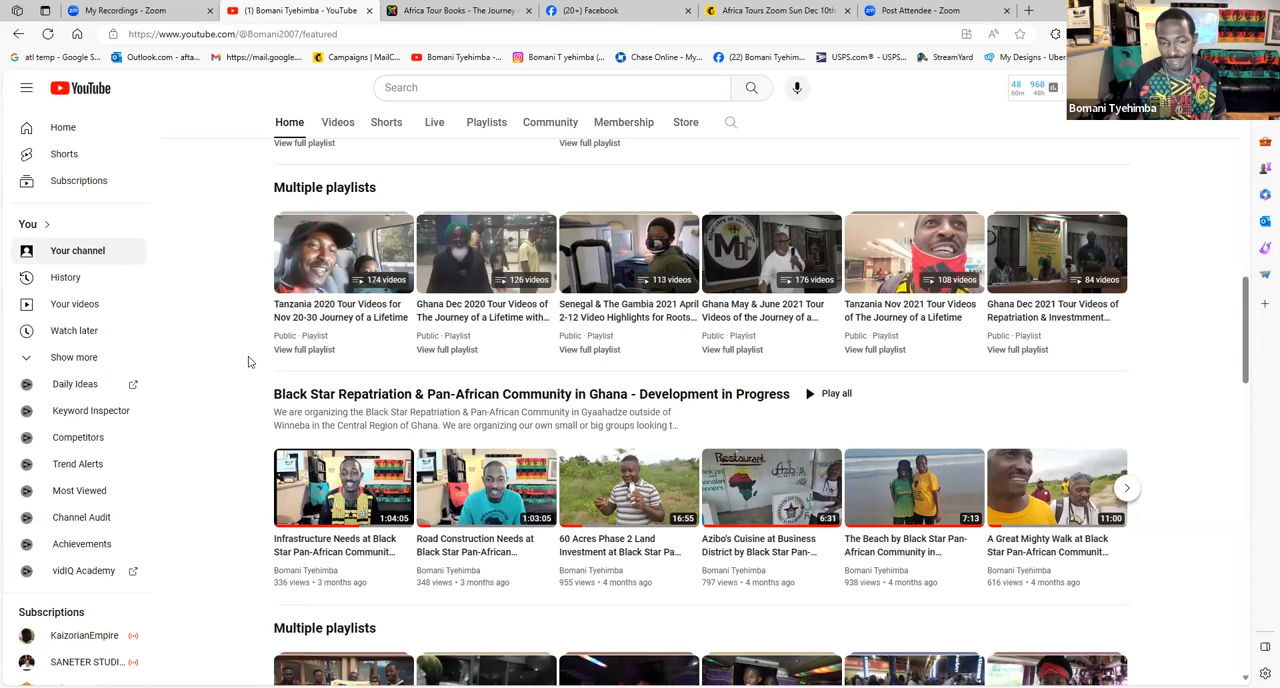 My Recordings - Zoom
(1) Bomani Tyehimba - YouTube
Africa Tour Books - The Journey o
(20+) Facebook
Africa Tours Zoom Sun Dec 10th
Post Attendee - Zoom
https://www.youtube.com/@Bomani2007/featured
atl temp - Google S...
Outlook.com - afta...
https://mail.google...
Campaigns | MailC...
Bomani Tyehimba -...
Bomani T yehimba (...
Chase Online - My...
(22) Bomani Tyehim...
USPS.com® - USPS...
StreamYard
My Designs - Uber
Bomani Tyehimba
YouTube
Search
48
60m
968
48h
Home
Videos
Shorts
Live
Playlists
Community
Membership
Store
Home
Shorts
Subscriptions
You
Your channel
History
Your videos
Watch later
Show more
Daily Ideas
Keyword Inspector
Competitors
Trend Alerts
Most Viewed
Channel Audit
Achievements
vidIQ Academy
Subscriptions
KaizorianEmpire
SANETER STUDI...
View full playlist
View full playlist
Multiple playlists
174 videos
126 videos
113 videos
176 videos
108 videos
84 videos
Tanzania 2020 Tour Videos for
Nov 20-30 Journey of a Lifetime
Public · Playlist
View full playlist
Ghana Dec 2020 Tour Videos of
The Journey of a Lifetime with...
Public · Playlist
View full playlist
Senegal & The Gambia 2021 April
2-12 Video Highlights for Roots...
Public · Playlist
View full playlist
Ghana May & June 2021 Tour
Videos of the Journey of a...
Public · Playlist
View full playlist
Tanzania Nov 2021 Tour Videos
of The Journey of a Lifetime
Public · Playlist
View full playlist
Ghana Dec 2021 Tour Videos of
Repatriation & Investmment...
Public · Playlist
View full playlist
Black Star Repatriation & Pan-African Community in Ghana - Development in Progress
Play all
We are organizing the Black Star Repatriation & Pan-African Community in Gyaahadze outside of
Winneba in the Central Region of Ghana. We are organizing our own small or big groups looking t...
1:04:05
1:03:05
16:55
Restaurant
6:31
7:13
11:00
Infrastructure Needs at Black
Star Pan-African Communit...
Bomani Tyehimba
336 views • 3 months ago
Road Construction Needs at
Black Star Pan-African...
Bomani Tyehimba
348 views • 3 months ago
60 Acres Phase 2 Land
Investment at Black Star Pa...
Bomani Tyehimba
955 views • 4 months ago
Azibo's Cuisine at Business
District by Black Star Pan-...
Bomani Tyehimba
797 views • 4 months ago
The Beach by Black Star Pan-
African Community in...
Bomani Tyehimba
938 views • 4 months ago
A Great Mighty Walk at Black
Star Pan-African Communit...
Bomani Tyehimba
616 views • 4 months ago
Multiple playlists